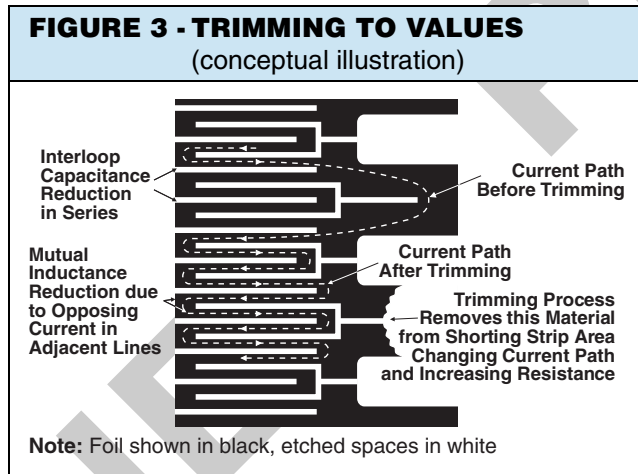 FIGURE 3 - TRIMMING TO VALUES
(conceptual illustration)
Interloop
Capacitance
Reduction
in Series
Current Path
Before Trimming
Mutual
Inductance
Reduction due
to Opposing
Current in
Adjacent Lines
Current Path
After Trimming
Trimming Process
Removes this Material
from Shorting Strip Area
Changing Current Path
and Increasing Resistance
Note: Foil shown in black, etched spaces in white